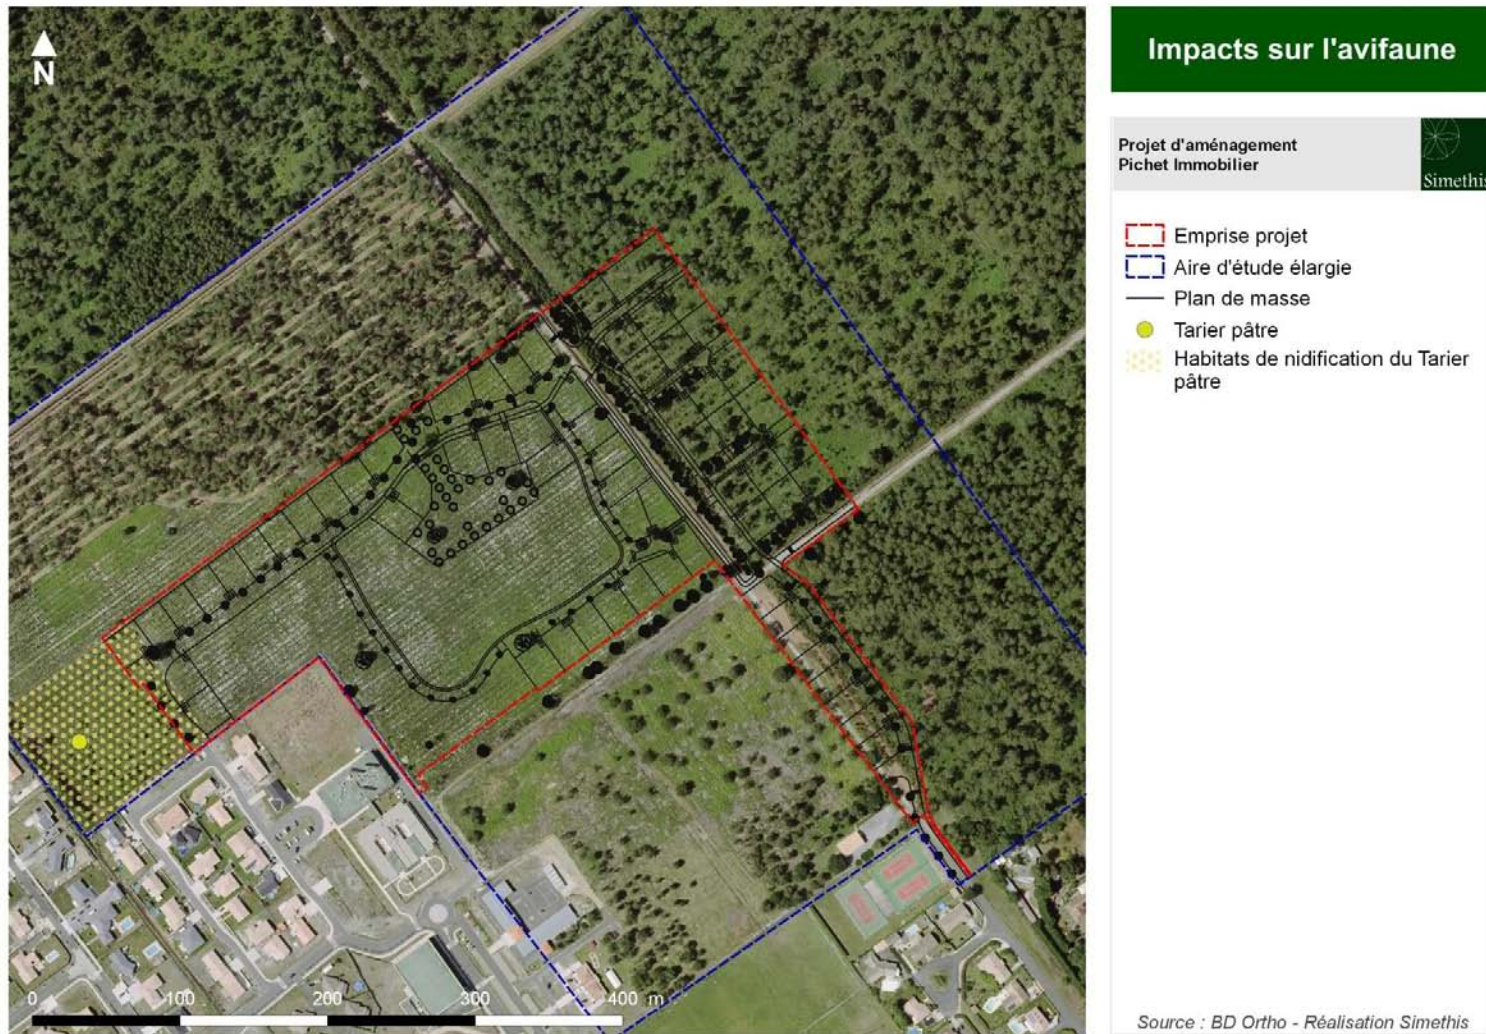 N
Impacts sur l'avifaune
Projet d'aménagement
Pichet Immobilier
Simethis
Emprise projet
Aire d'étude élargie
Plan de masse
Tarier pâtre
Habitats de nidification du Tarier
pâtre
0 100 200 300 400 m
Source : BD Ortho - Réalisation Simethis